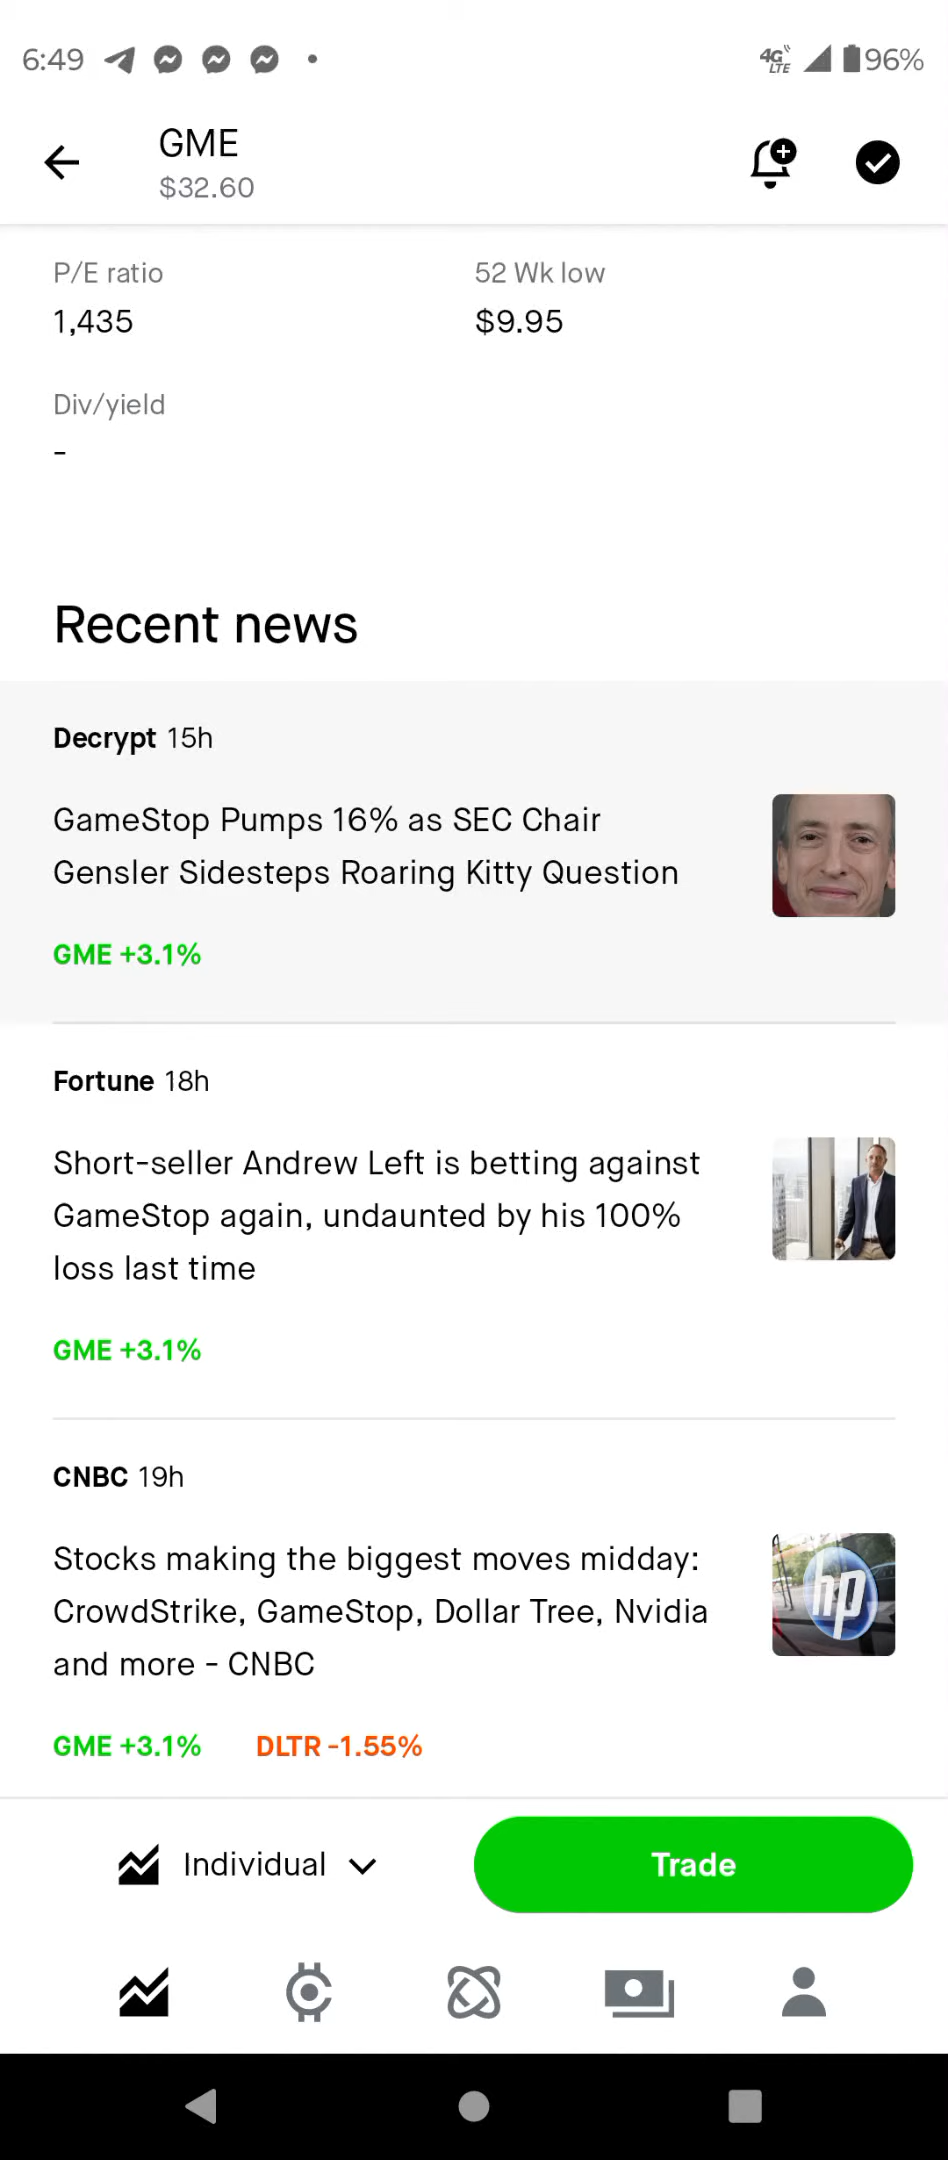 6:49
4G LTE 96%
GME
$32.60
P/E ratio
52 Wk low
1,435
$9.95
Div/yield
-
Recent news
Decrypt 15h
GameStop Pumps 16% as SEC Chair
Gensler Sidesteps Roaring Kitty Question
GME +3.1%
Fortune 18h
Short-seller Andrew Left is betting against
GameStop again, undaunted by his 100%
loss last time
GME +3.1%
CNBC 19h
Stocks making the biggest moves midday:
CrowdStrike, GameStop, Dollar Tree, Nvidia
and more - CNBC
hp
GME +3.1% DLTR -1.55%
Individual
Trade